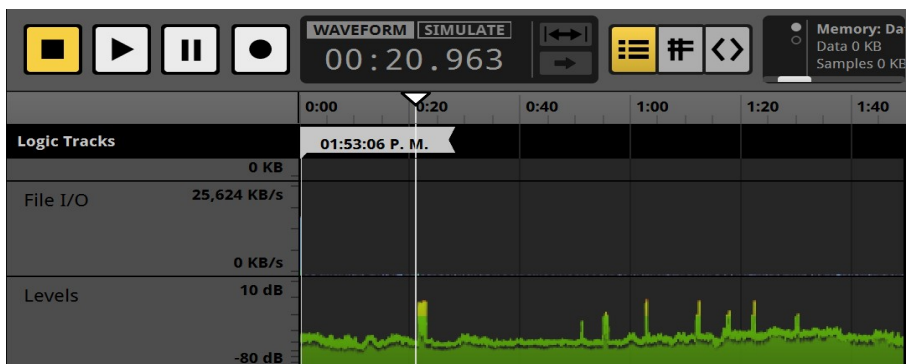 WAVEFORM SIMULATE
00:20.963
Memory: Da
Data 0 KB
Samples 0 KB
0:00 0:20 0:40 1:00 1:20 1:40
Logic Tracks
01:53:06 P. M.
0 KB
File I/O 25,624 KB/s
0 KB/s
Levels 10 dB
-80 dB